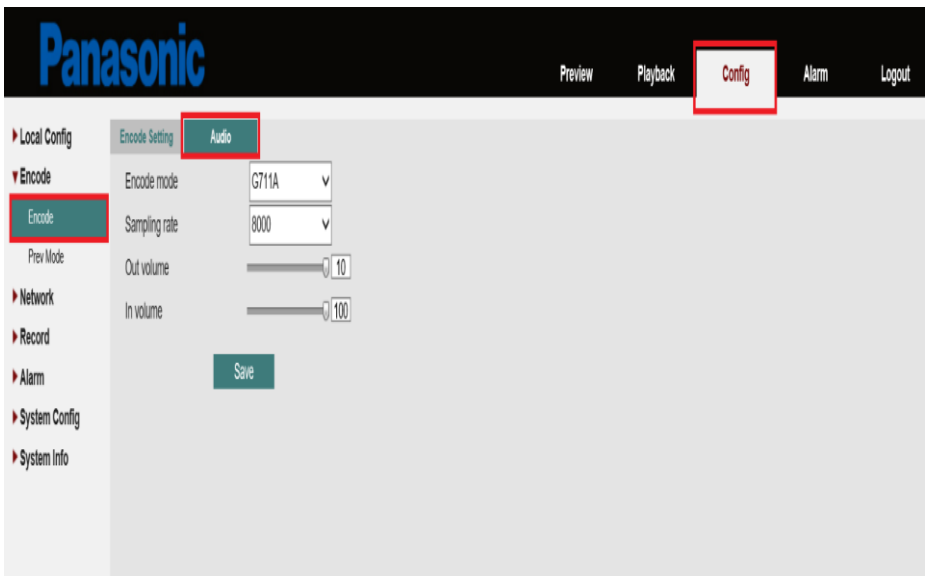 Panasonic
Preview Playback Config Alarm Logout
Local Config
Encode
Encode
Prev Mode
Network
Record
Alarm
System Config
System Info
Encode Setting Audio
Encode mode G711A
Sampling rate 8000
Out volume 10
In volume 100
Save